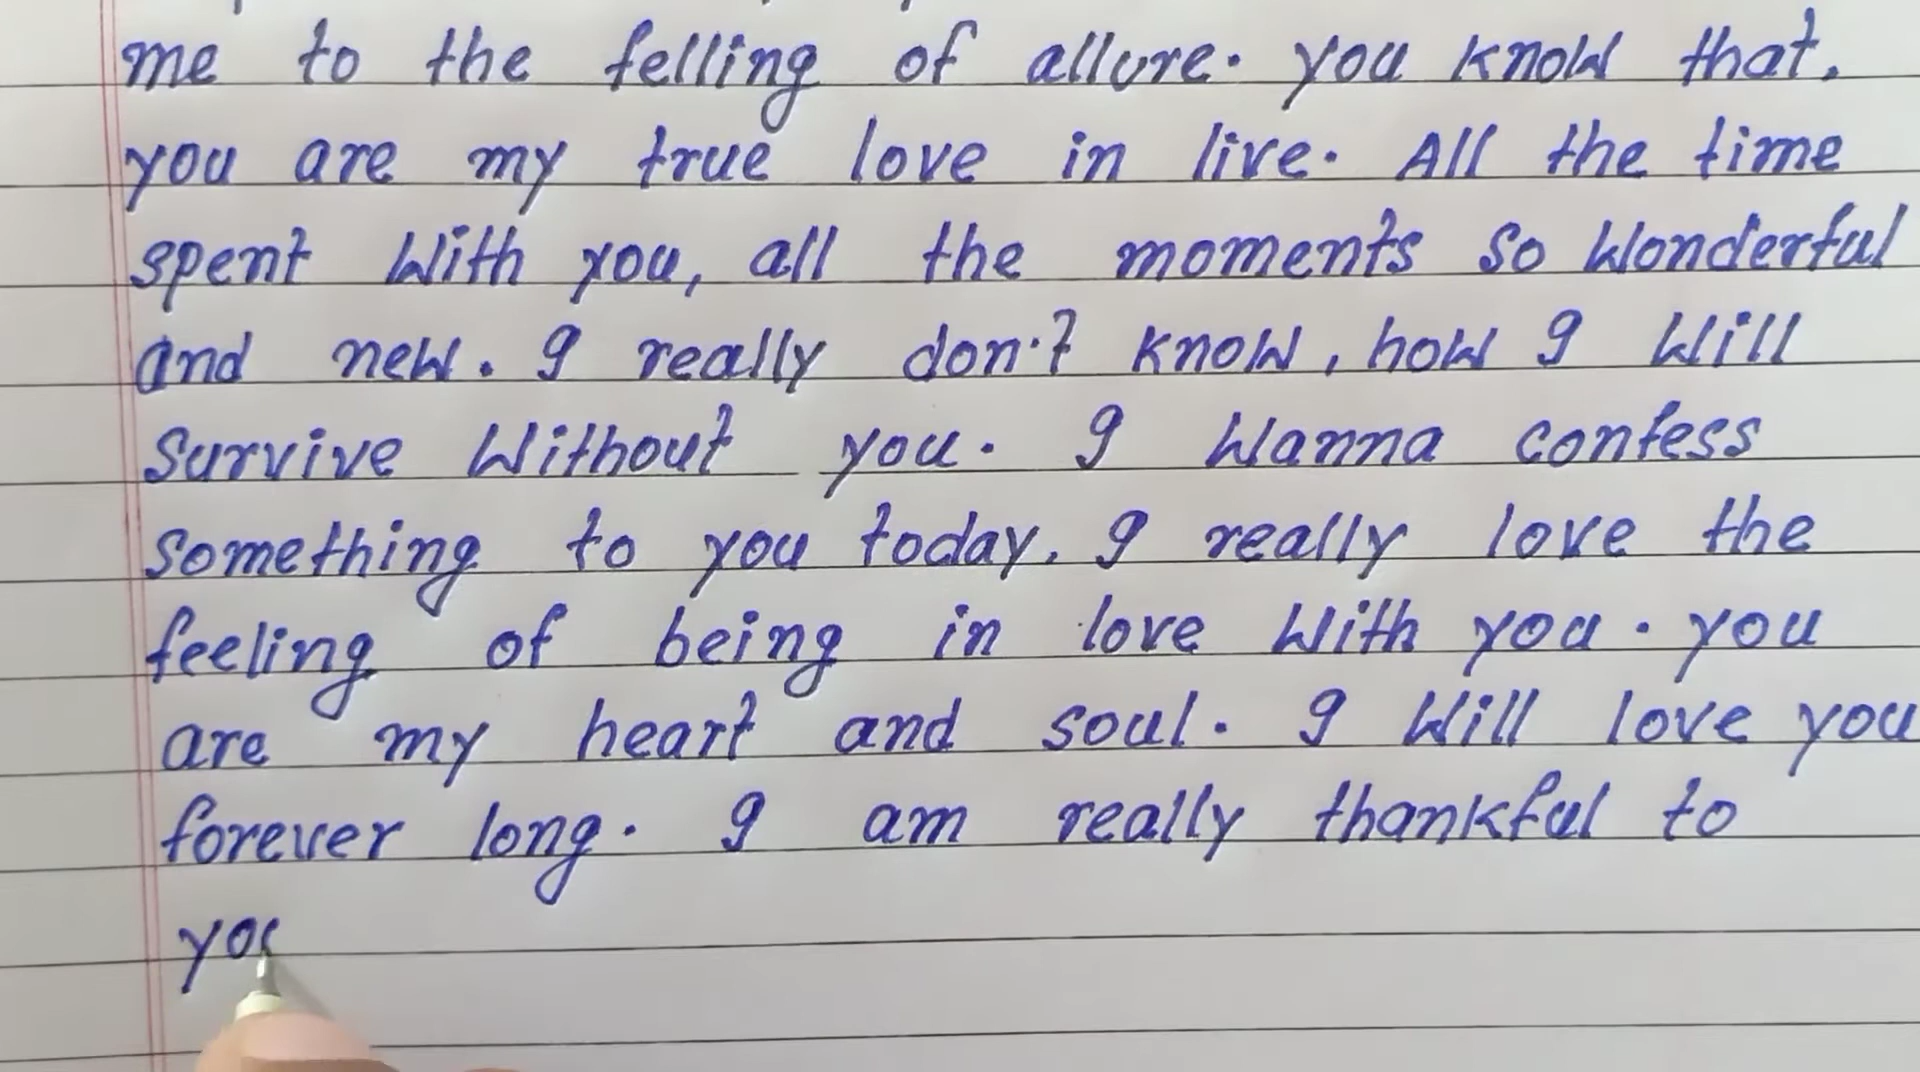 me to the felling of allure. you know that.
you are my true love in live. All the time
spent with you, all the moments so wonderful
and new. I really don't know, how I will
survive without you. I wanna confess
something to you today. I really love the
feeling of being in love with you. you
are my heart and soul. I will love you
forever long. I am really thankful to